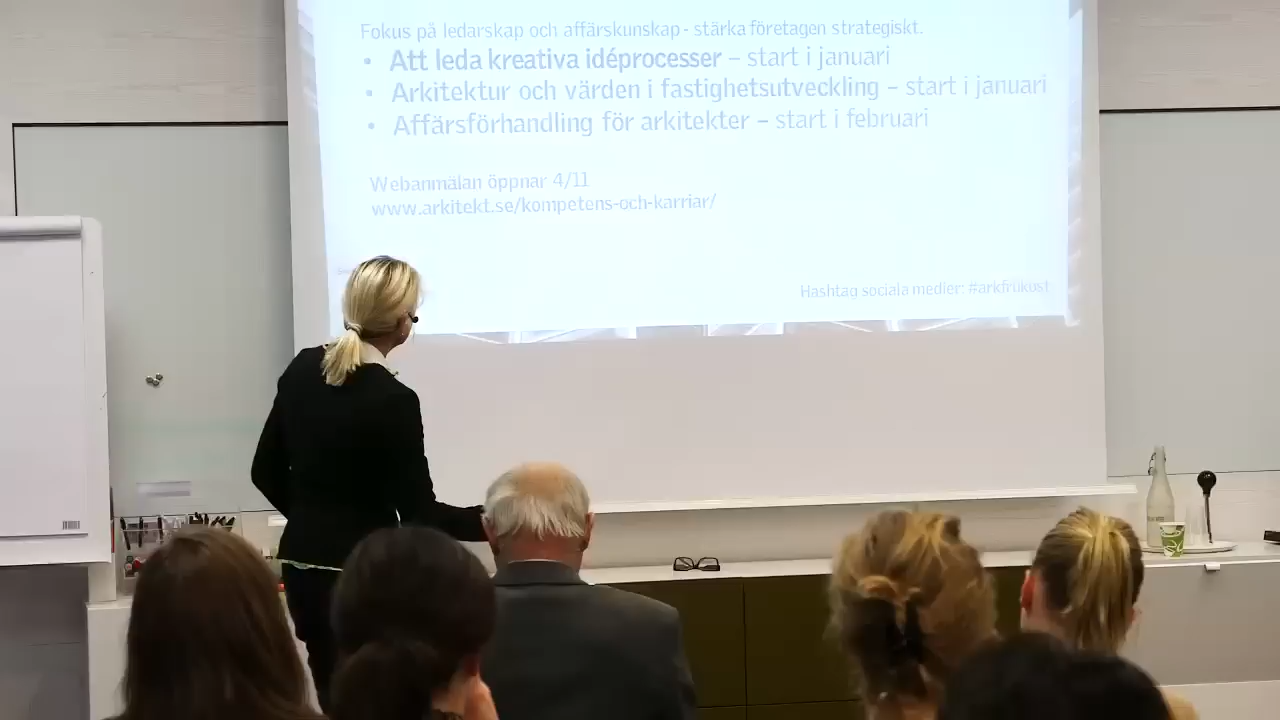 Fokus på ledarskap och affärskunskap - stärka företagen strategiskt.
• Att leda kreativa idéprocesser – start i januari
• Arkitektur och värden i fastighetsutveckling – start i januari
• Affärsförhandling för arkitekter – start i februari
Webanmälan öppnar 4/11
www.arkitekt.se/kompetens-och-karriar/
Hashtag sociala medier: #arkfrukost